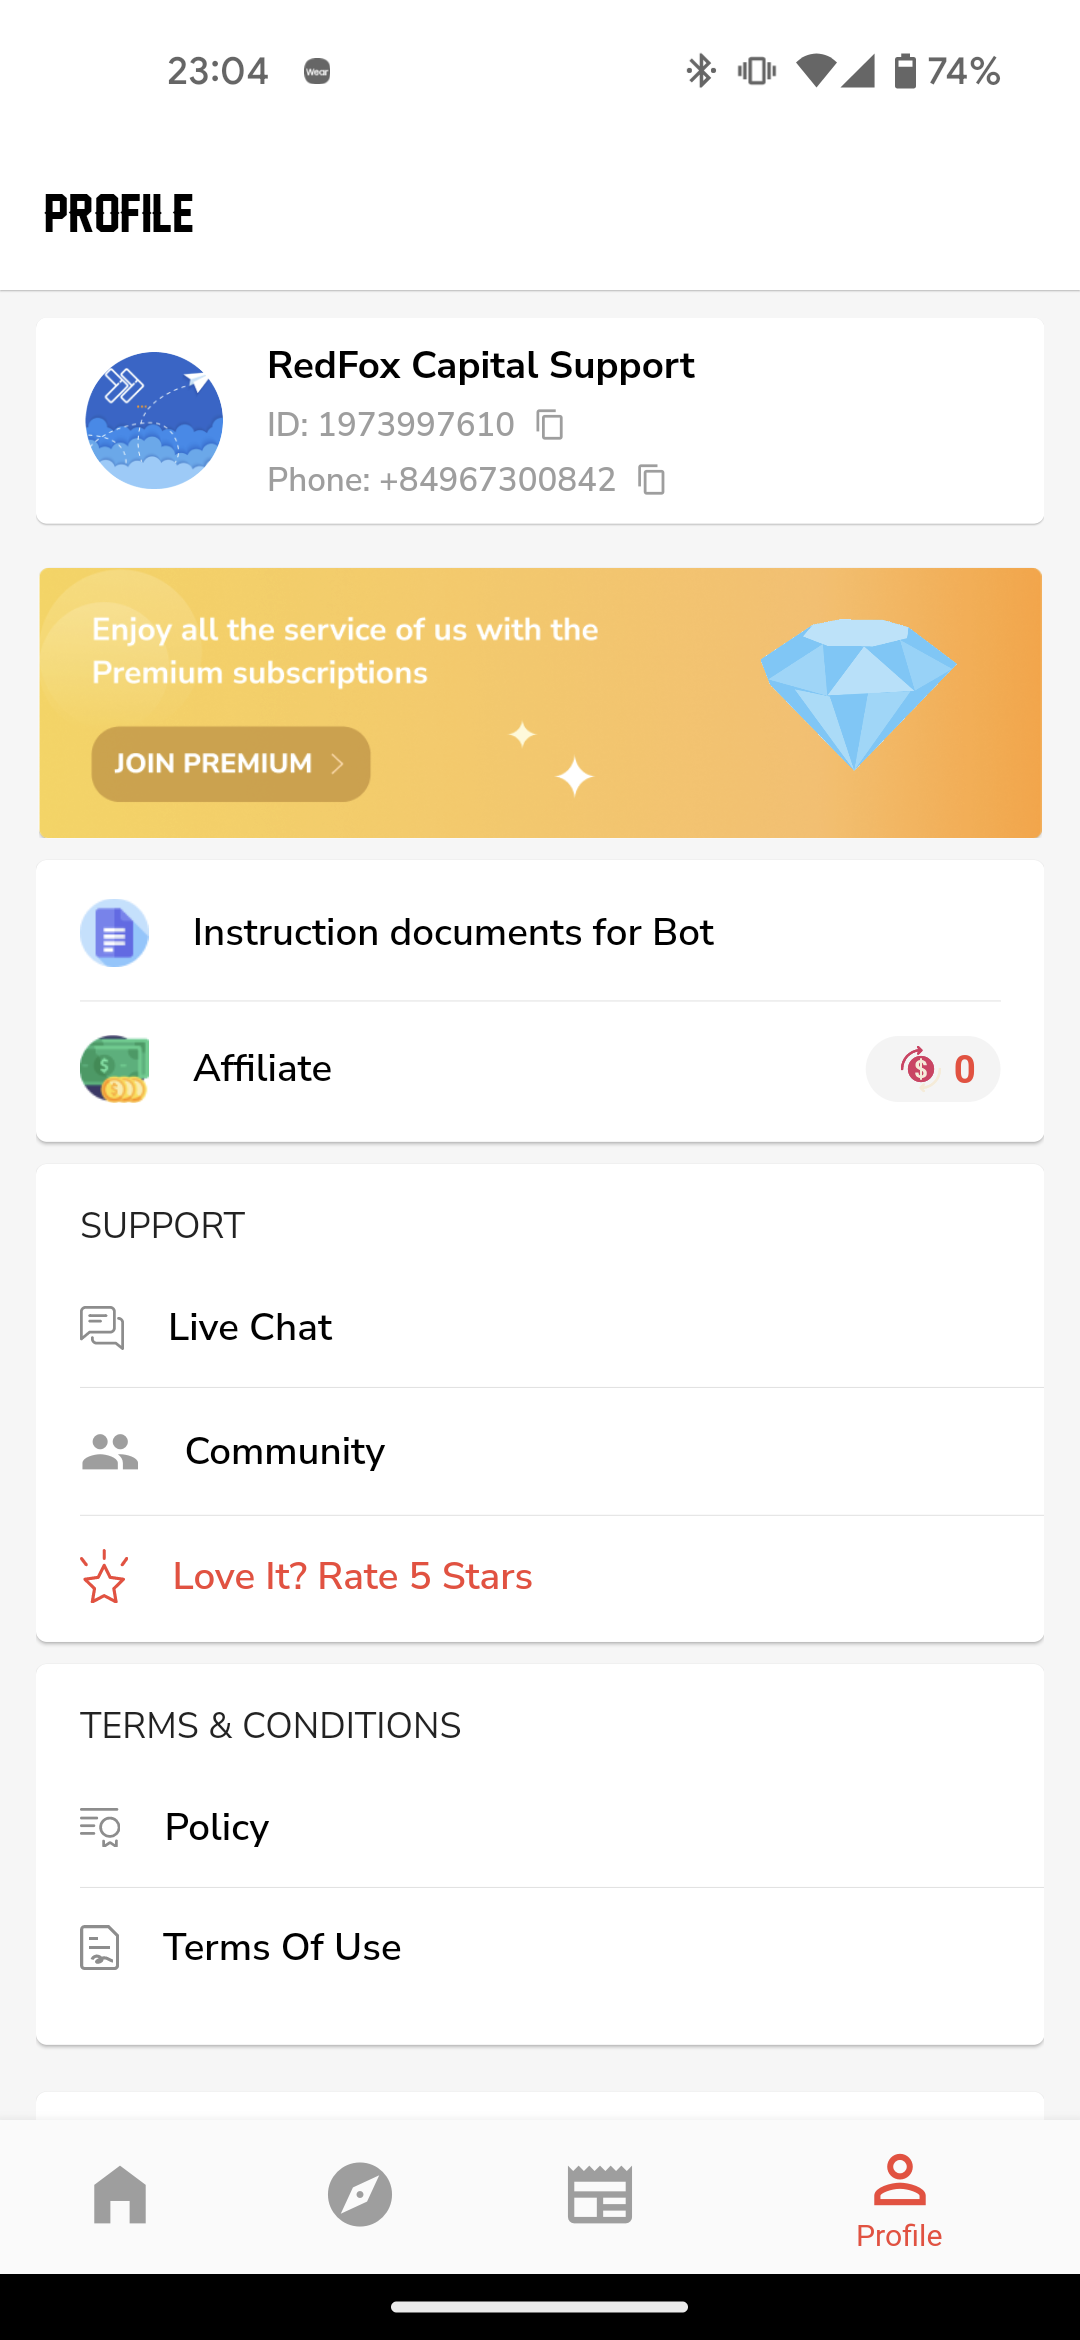 23:04
Wear
74%
PROFILE
RedFox Capital Support
ID: 1973997610
Phone: +84967300842
Enjoy all the service of us with the
Premium subscriptions
JOIN PREMIUM
Instruction documents for Bot
Affiliate
$ 0
SUPPORT
Live Chat
Community
Love It? Rate 5 Stars
TERMS & CONDITIONS
Policy
Terms Of Use
Profile